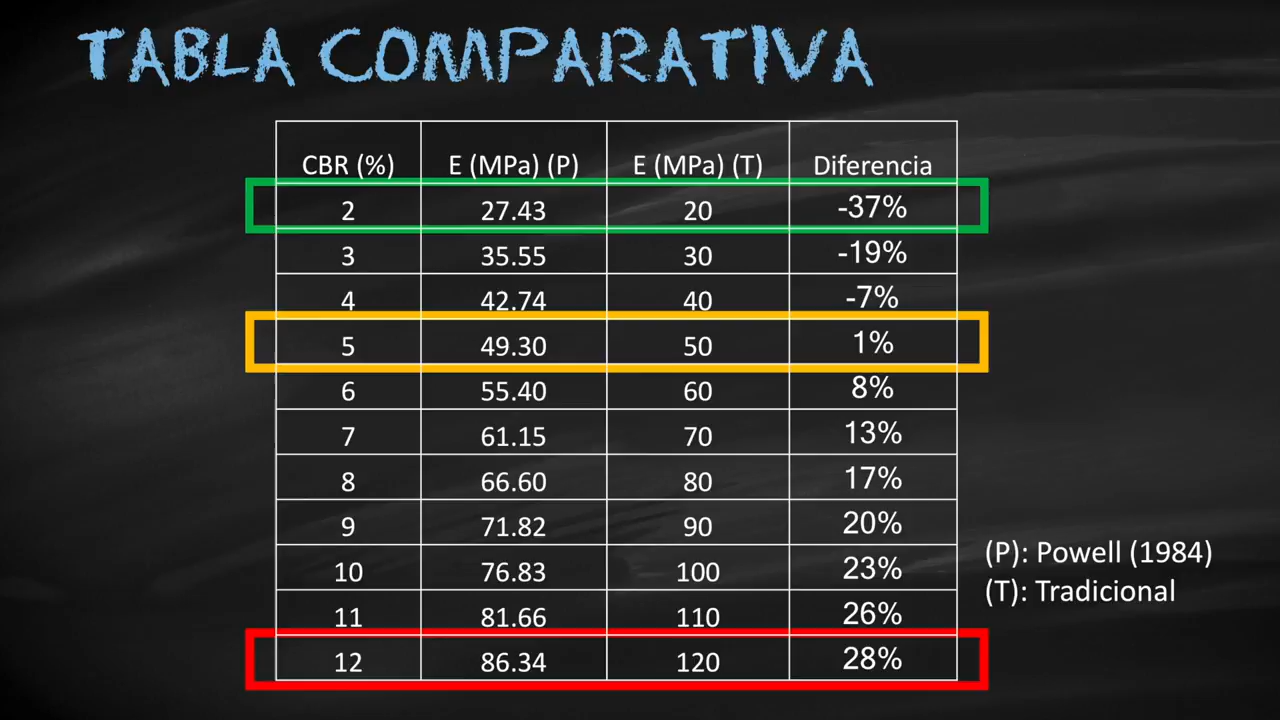 TABLA COMPARATIVA
CBR (%) E (MPa) (P) E (MPa) (T) Diferencia
2 27.43 20 -37%
3 35.55 30 -19%
4 42.74 40 -7%
5 49.30 50 1%
6 55.40 60 8%
7 61.15 70 13%
8 66.60 80 17%
9 71.82 90 20%
10 76.83 100 23%
11 81.66 110 26%
12 86.34 120 28%
(P): Powell (1984)
(T): Tradicional